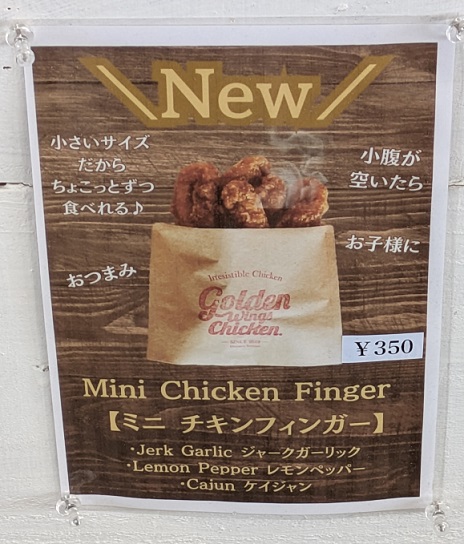 \New/
小さいサイズ
だから
ちょこっとずつ
食べれる♪
小腹が
空いたら
おつまみ
お子様に
Irresistible Chicken
Golden
Wings
Chicken.
¥350
Mini Chicken Finger
【ミニ チキンフィンガー】
・Jerk Garlic ジャークガーリック
・Lemon Pepper レモンペッパー
・Cajun ケイジャン